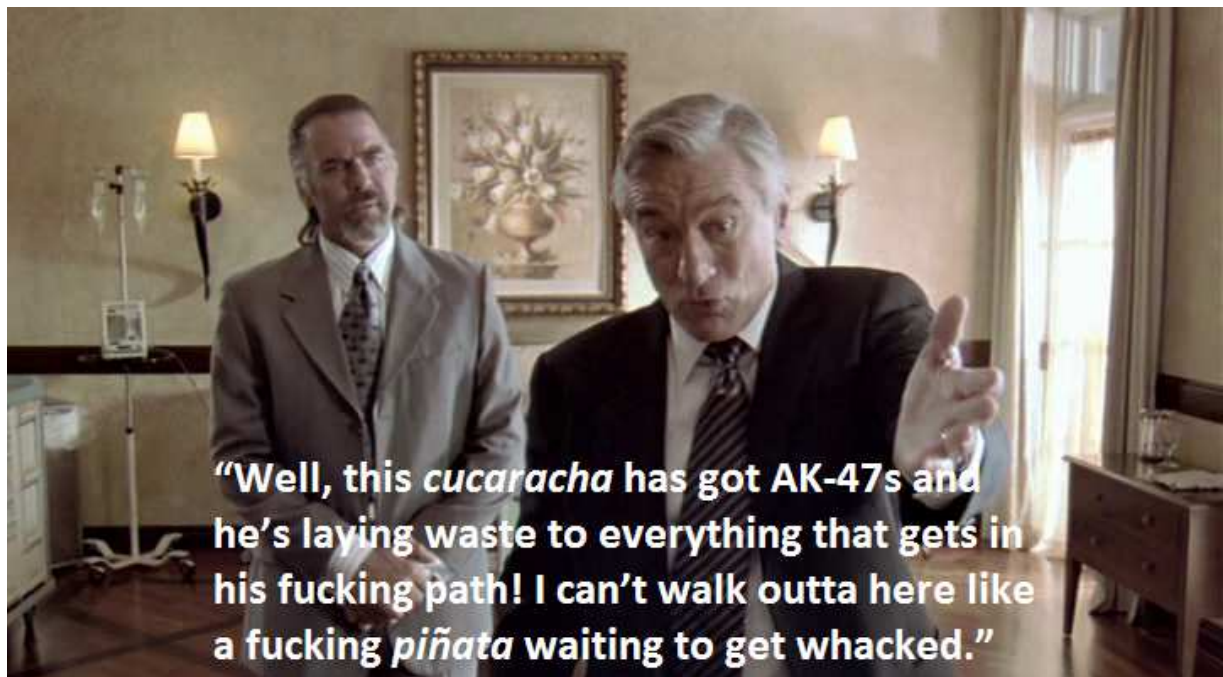 “Well, this cucaracha has got AK-47s and
he’s laying waste to everything that gets in
his fucking path! I can’t walk outta here like
a fucking piñata waiting to get whacked.”